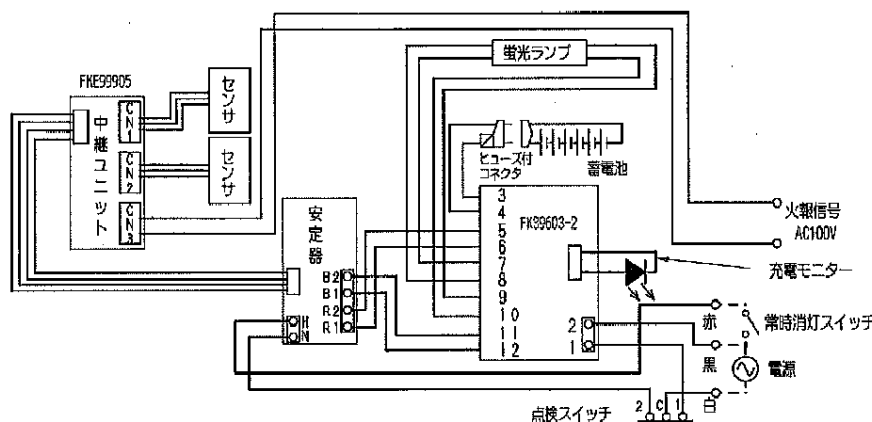 蛍光ランプ
FKE99905
センサ
CN1
中継ユニット
CN2
センサ
CN3
ヒューズ付
コネクタ
蓄電池
安定器
B2
B1
R2
R1
H
N
FK39603-2
3
4
5
6
7
8
9
10
11
12
2
1
火報信号
AC100V
充電モニター
赤
常時消灯スイッチ
黒
電源
白
点検スイッチ
2 C 1